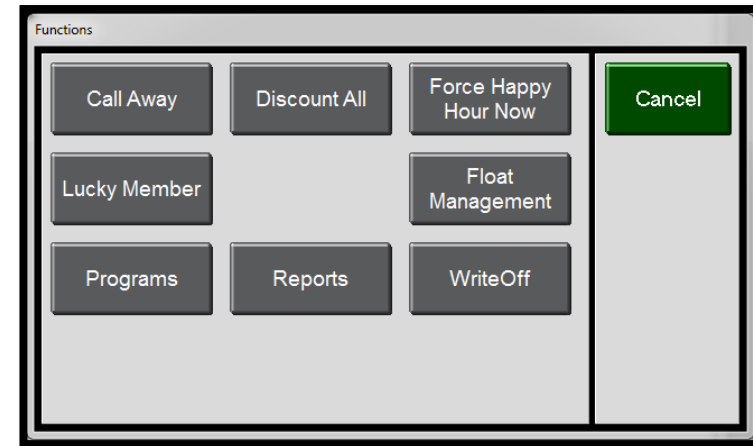 Functions
Call Away
Discount All
Force Happy
Hour Now
Cancel
Lucky Member
Float
Management
Programs
Reports
WriteOff